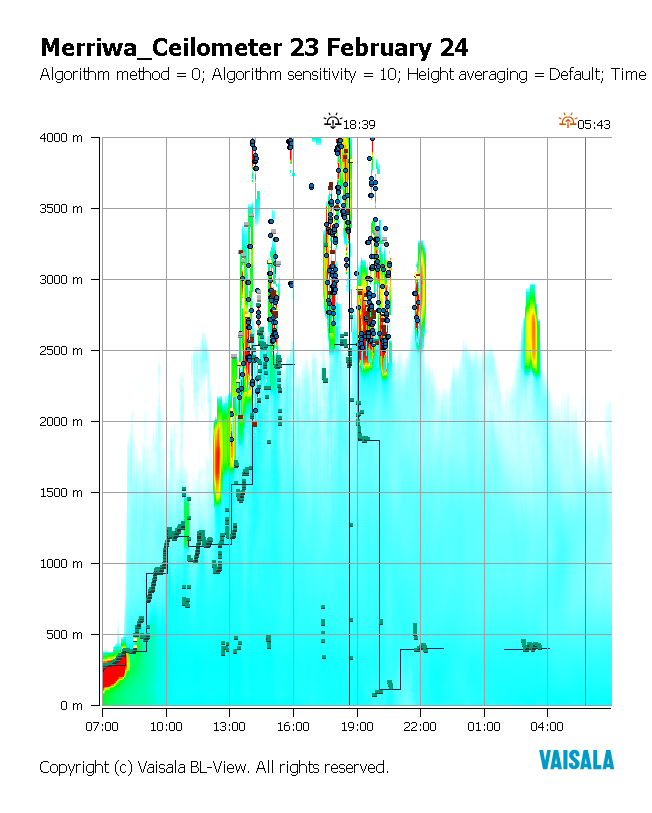 Merriwa_Ceilometer 23 February 24
Algorithm method = 0; Algorithm sensitivity = 10; Height averaging = Default; Time
18:39
05:43
4000 m
3500 m
3000 m
2500 m
2000 m
1500 m
1000 m
500 m
0 m
07:00 10:00 13:00 16:00 19:00 22:00 01:00 04:00
VAISALA
Copyright (c) Vaisala BL-View. All rights reserved.